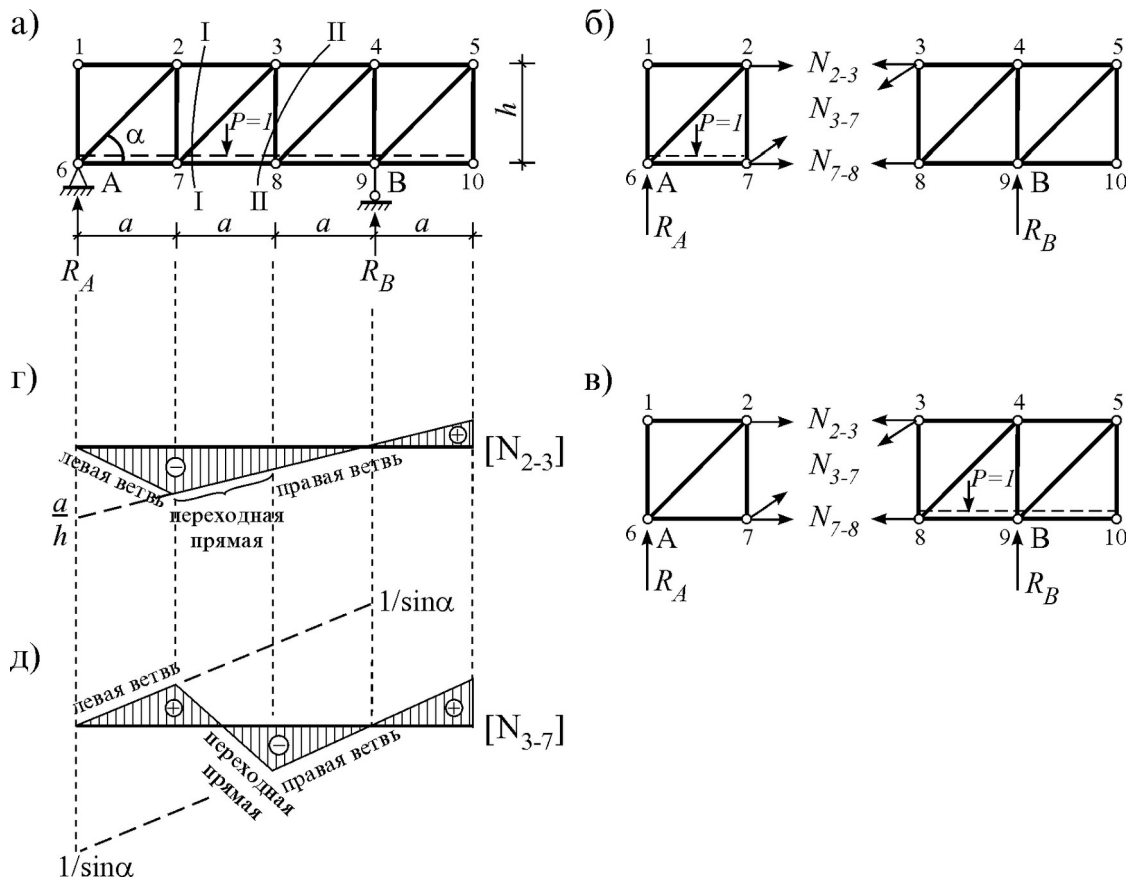 а)
I II
1 2 3 4 5
h
α P=1
6 A 7 8 9 B 10
I II
a a a a
R_A R_B
б)
1 2 3 4 5
N_2-3
N_3-7
P=1
N_7-8
6 A 7 8 9 B 10
R_A R_B
г)
левая ветвь
переходная
прямая
правая ветвь
[N_2-3]
a
h
в)
1 2 3 4 5
N_2-3
N_3-7
P=1
N_7-8
6 A 7 8 9 B 10
R_A R_B
д)
1/sinα
левая ветвь
переходная
прямая
правая ветвь
[N_3-7]
1/sinα